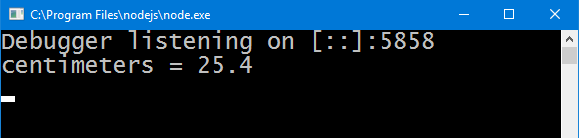 C:\Program Files\nodejs\node.exe
Debugger listening on [::]:5858
centimeters = 25.4